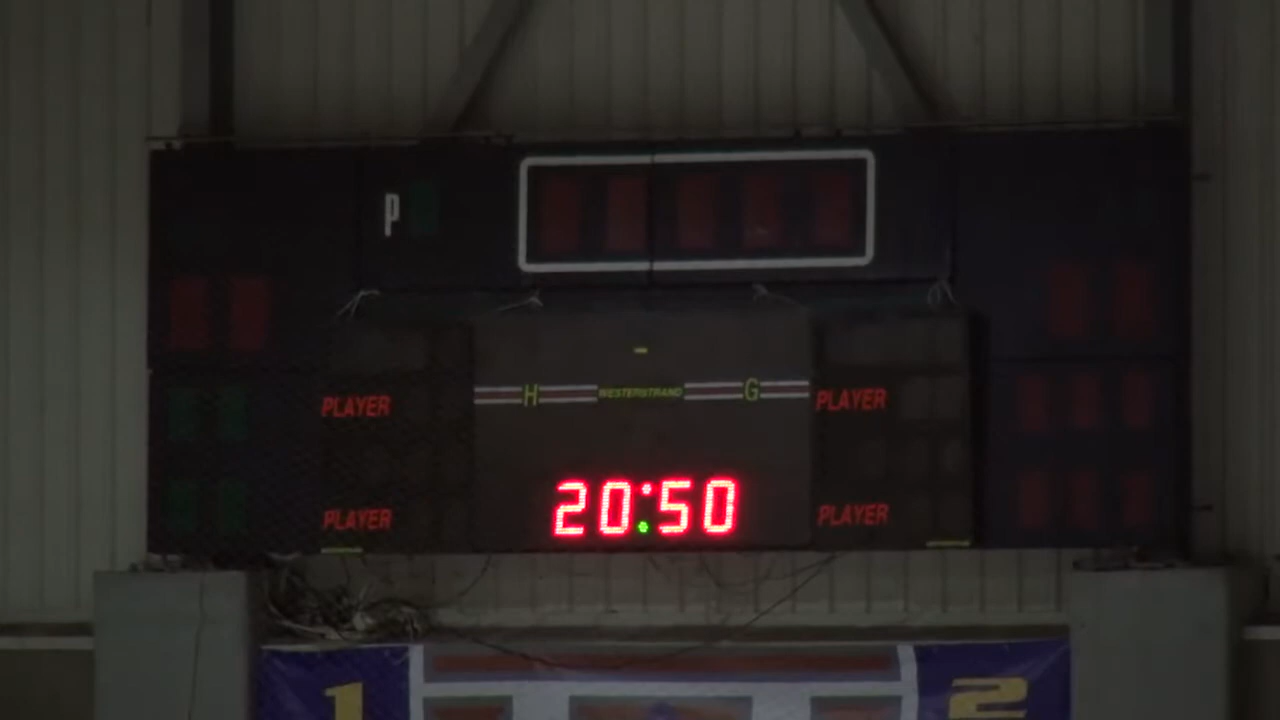 P
H WESTERSTRAND G
PLAYER PLAYER
20:50
PLAYER PLAYER
1 2